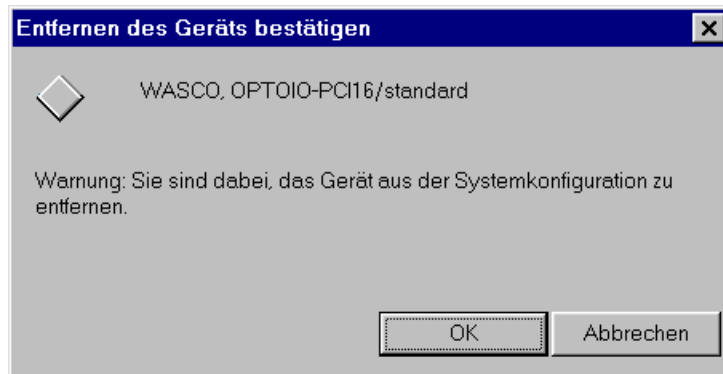 Entfernen des Geräts bestätigen
WASCO, OPTOIO-PCI16/standard
Warnung: Sie sind dabei, das Gerät aus der Systemkonfiguration zu
entfernen.
OK
Abbrechen